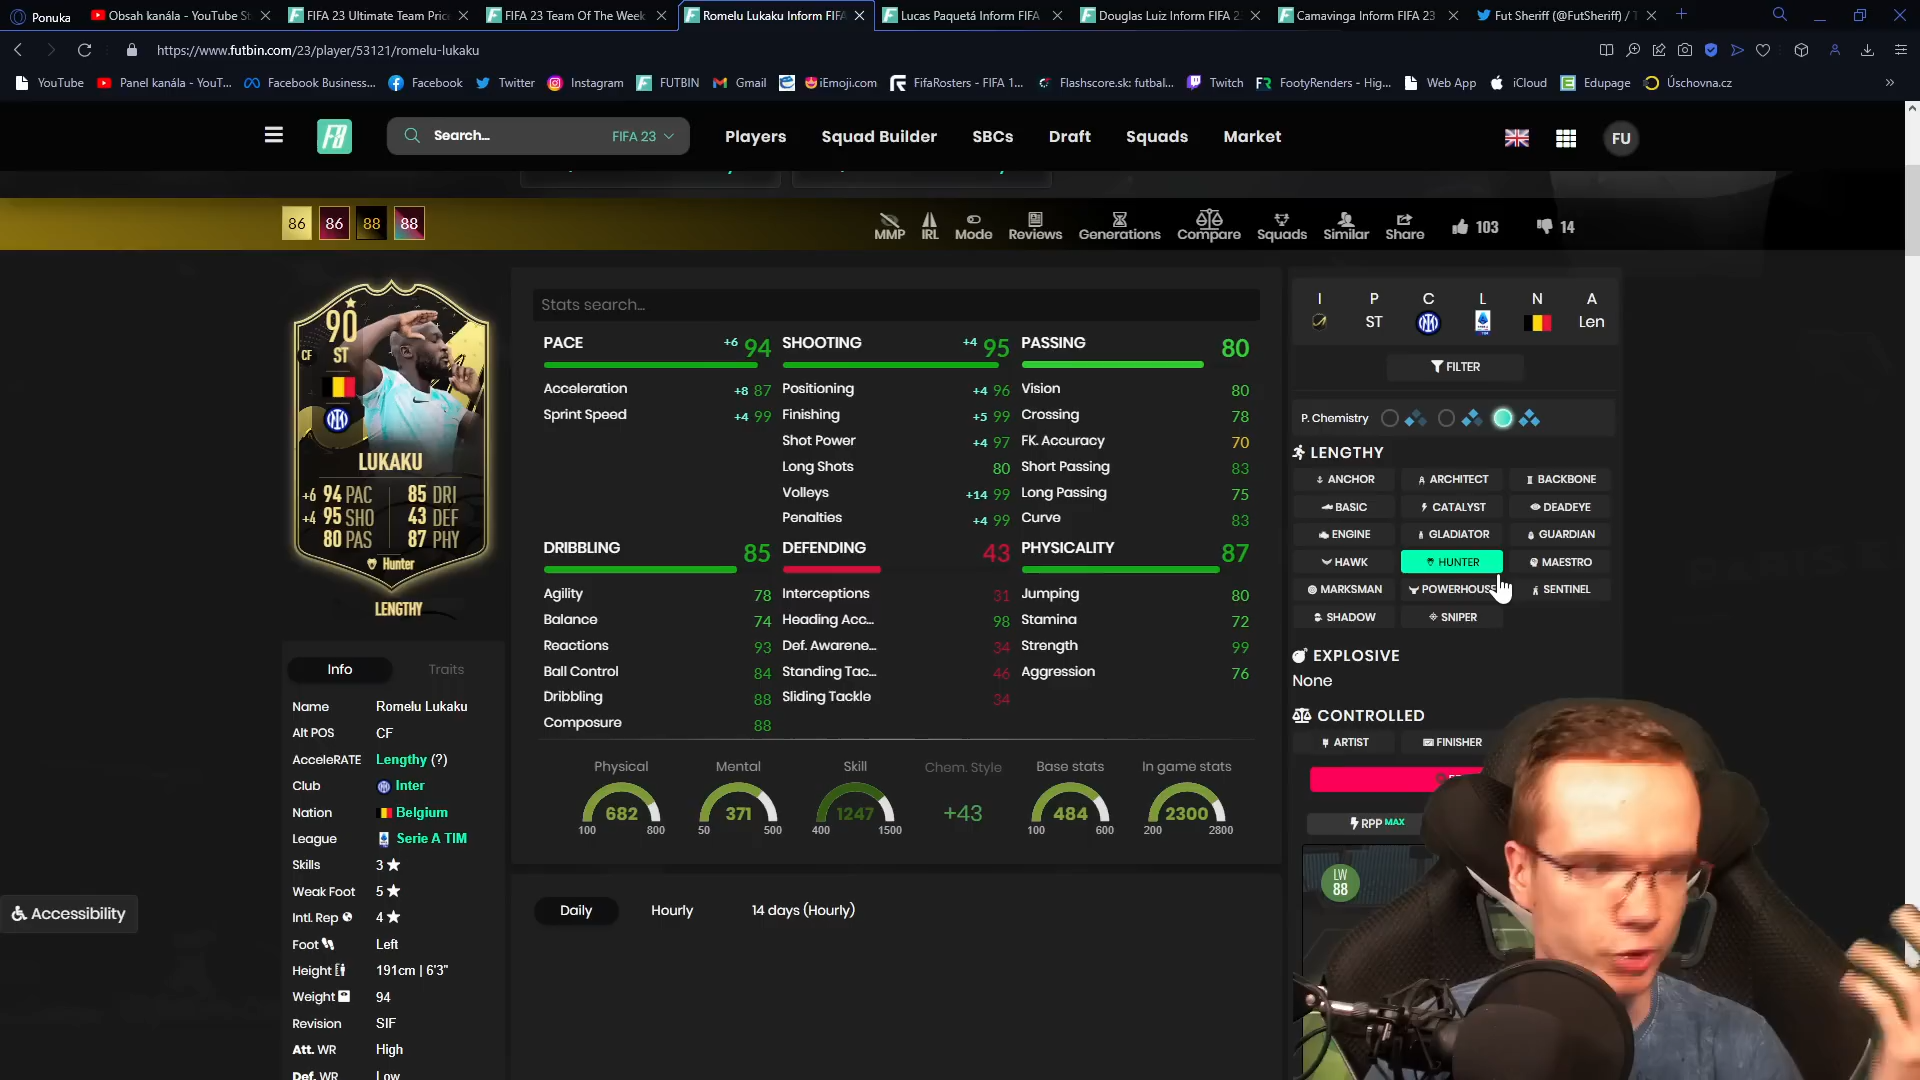 Ponuka
Obsah kanála - YouTube St
FIFA 23 Ultimate Team Pric
FIFA 23 Team Of The Week
Romelu Lukaku Inform FIFA
Lucas Paquetá Inform FIFA
Douglas Luiz Inform FIFA 2
Camavinga Inform FIFA 23
Fut Sheriff (@FutSheriff) / T
https://www.futbin.com/23/player/53121/romelu-lukaku
YouTube
Panel kanála - YouT...
Facebook Business...
Facebook
Twitter
Instagram
FUTBIN
Gmail
iEmoji.com
FifaRosters - FIFA 1...
Flashscore.sk: futbal...
Twitch
FootyRenders - Hig...
Web App
iCloud
Edupage
Úschovna.cz
Search...
FIFA 23
Players
Squad Builder
SBCs
Draft
Squads
Market
FU
86
86
88
88
MMP
IRL
Mode
Reviews
Generations
Compare
Squads
Similar
Share
103
14
90
ST
CF
LUKAKU
+6 94 PAC 85 DRI
+4 95 SHO 43 DEF
80 PAS 87 PHY
Hunter
LENGTHY
Info
Traits
Name Romelu Lukaku
Alt POS CF
AcceleRATE Lengthy (?)
Club Inter
Nation Belgium
League Serie A TIM
Skills 3
Weak Foot 5
Intl. Rep 4
Foot Left
Height 191cm | 6'3"
Weight 94
Revision SIF
Att. WR High
Def. WR Low
Accessibility
Stats search...
PACE +6 94
Acceleration +8 87
Sprint Speed +4 99
SHOOTING +4 95
Positioning +4 96
Finishing +5 99
Shot Power +4 97
Long Shots 80
Volleys +14 99
Penalties +4 99
PASSING 80
Vision 80
Crossing 78
FK. Accuracy 70
Short Passing 83
Long Passing 75
Curve 83
DRIBBLING 85
Agility 78
Balance 74
Reactions 93
Ball Control 84
Dribbling 88
Composure 88
DEFENDING 43
Interceptions 31
Heading Acc... 98
Def. Awarene... 34
Standing Tac... 46
Sliding Tackle 34
PHYSICALITY 87
Jumping 80
Stamina 72
Strength 99
Aggression 76
Physical
682
100 800
Mental
371
50 500
Skill
1247
400 1500
Chem. Style
+43
Base stats
484
100 600
In game stats
2300
200 2800
Daily
Hourly
14 days (Hourly)
I P C L N A
ST Len
FILTER
P. Chemistry
LENGTHY
ANCHOR
ARCHITECT
BACKBONE
BASIC
CATALYST
DEADEYE
ENGINE
GLADIATOR
GUARDIAN
HAWK
HUNTER
MAESTRO
MARKSMAN
POWERHOUS
SENTINEL
SHADOW
SNIPER
EXPLOSIVE
None
CONTROLLED
ARTIST
FINISHER
RPP MAX
LW
88